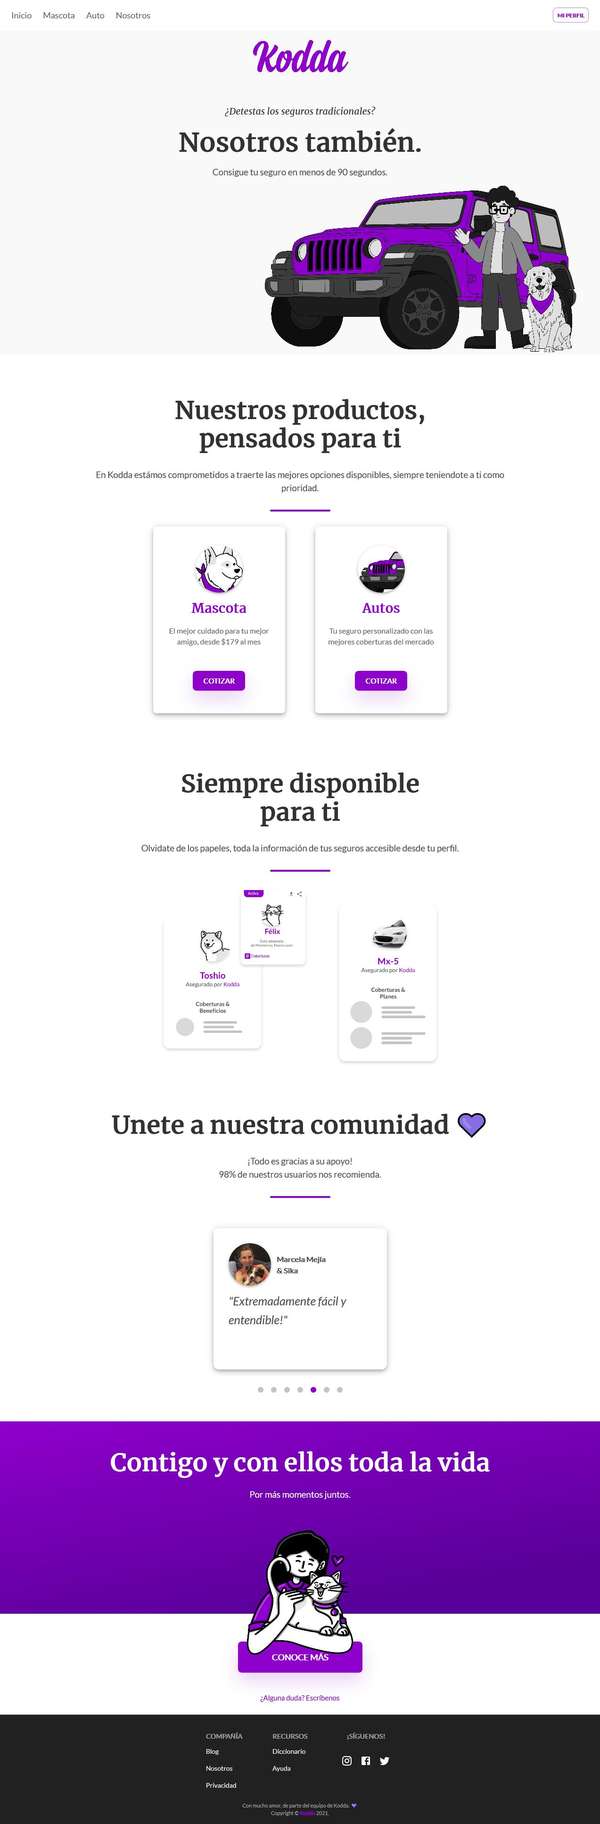 Inicio Mascota Auto Nosotros
MI PERFIL
Kodda
¿Detestas los seguros tradicionales?
Nosotros también.
Consigue tu seguro en menos de 90 segundos.
Nuestros productos,
pensados para ti
En Kodda estámos comprometidos a traerte las mejores opciones disponibles, siempre teniendote a ti como
prioridad.
Mascota
El mejor cuidado para tu mejor
amigo, desde $179 al mes
COTIZAR
Autos
Tu seguro personalizado con las
mejores coberturas del mercado
COTIZAR
Siempre disponible
para ti
Olvidate de los papeles, toda la información de tus seguros accesible desde tu perfil.
Activa
Félix
Coberturas
Toshio
Asegurado por Kodda
Coberturas &
Beneficios
Mx-5
Asegurado por Kodda
Coberturas &
Planes
Unete a nuestra comunidad
¡Todo es gracias a su apoyo!
98% de nuestros usuarios nos recomienda.
Marcela Mejía
& Sika
"Extremadamente fácil y
entendible!"
Contigo y con ellos toda la vida
Por más momentos juntos.
CONOCE MÁS
¿Alguna duda? Escríbenos
COMPAÑÍA
Blog
Nosotros
Privacidad
RECURSOS
Diccionario
Ayuda
¡SÍGUENOS!
Con mucho amor, de parte del equipo de Kodda.
Copyright © Kodda 2021.